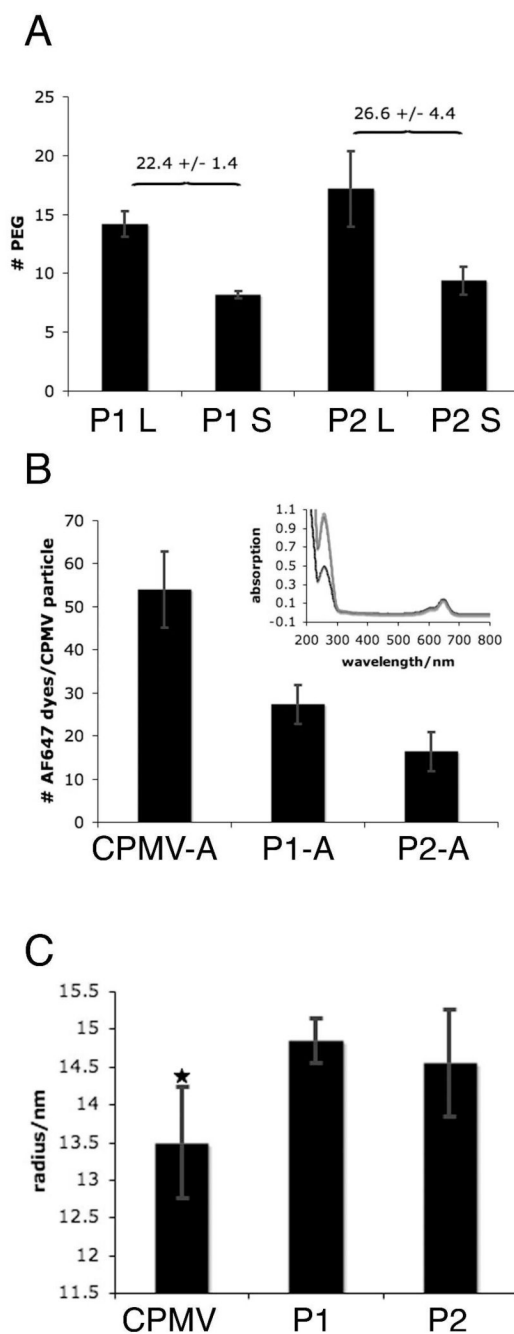 A
25
20
15
10
5
0
# PEG
22.4 +/- 1.4
26.6 +/- 4.4
P1 L P1 S P2 L P2 S
B
70
60
50
40
30
20
10
0
# AF647 dyes/CPMV particle
1.1
0.9
0.7
0.5
0.3
0.1
-0.1
absorption
200 300 400 500 600 700 800
wavelength/nm
CPMV-A P1-A P2-A
C
15.5
15
14.5
14
13.5
13
12.5
12
11.5
radius/nm
CPMV P1 P2